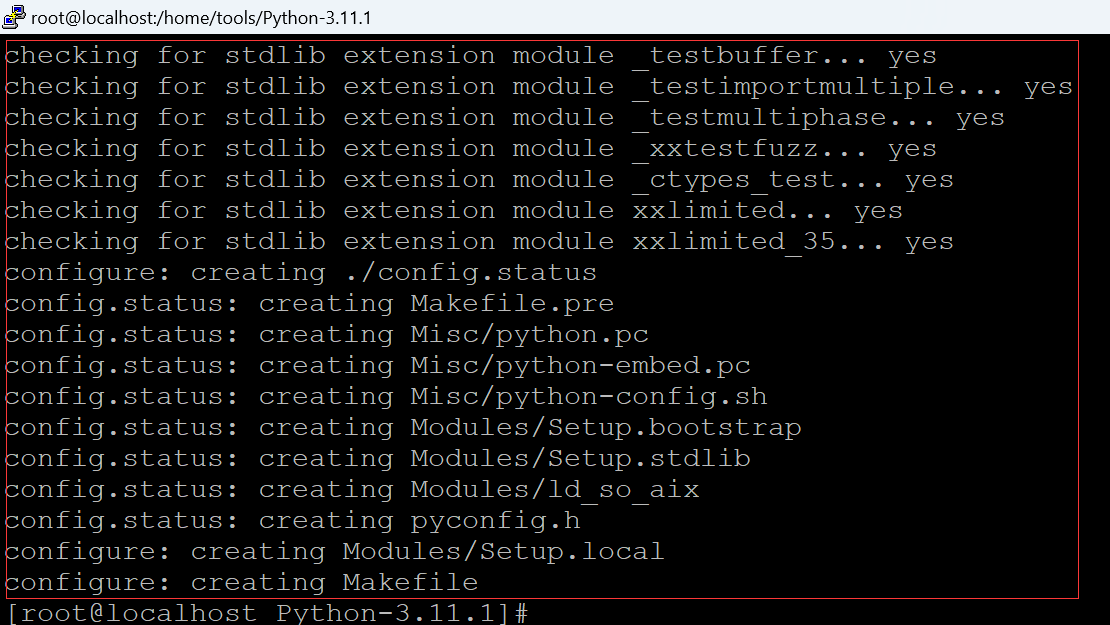 root@localhost:/home/tools/Python-3.11.1
checking for stdlib extension module _testbuffer... yes
checking for stdlib extension module _testimportmultiple... yes
checking for stdlib extension module _testmultiphase... yes
checking for stdlib extension module _xxtestfuzz... yes
checking for stdlib extension module _ctypes_test... yes
checking for stdlib extension module xxlimited... yes
checking for stdlib extension module xxlimited_35... yes
configure: creating ./config.status
config.status: creating Makefile.pre
config.status: creating Misc/python.pc
config.status: creating Misc/python-embed.pc
config.status: creating Misc/python-config.sh
config.status: creating Modules/Setup.bootstrap
config.status: creating Modules/Setup.stdlib
config.status: creating Modules/ld_so_aix
config.status: creating pyconfig.h
configure: creating Modules/Setup.local
configure: creating Makefile
[root@localhost Python-3.11.1]#